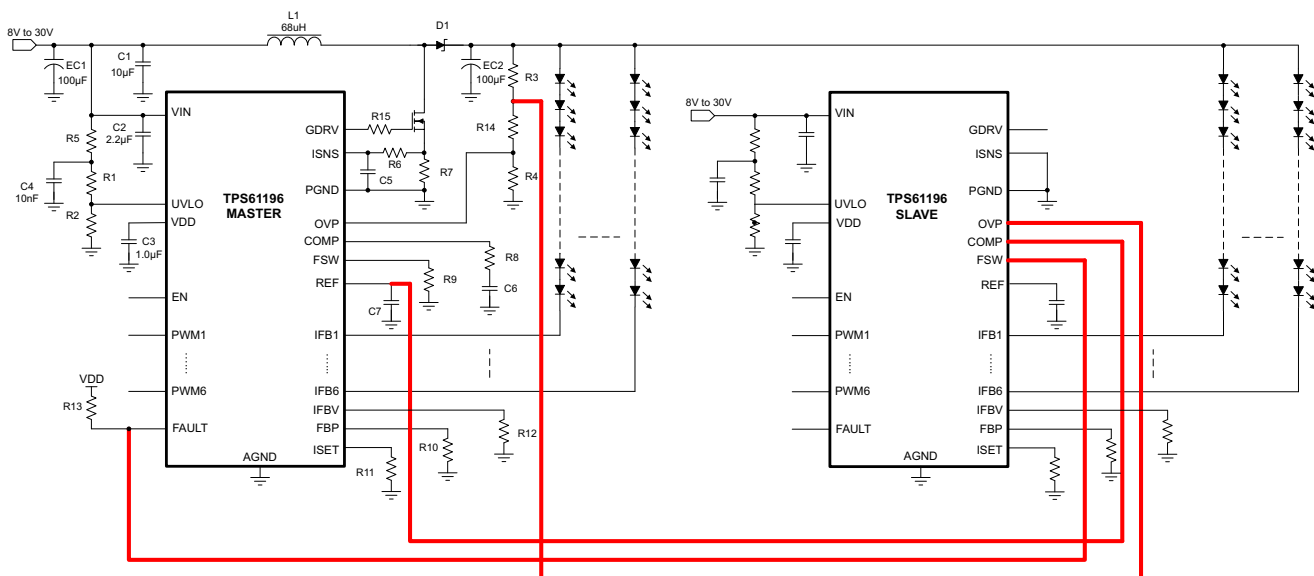 8V to 30V
L1
68uH
D1
EC1
100µF
C1
10µF
EC2
100µF
R3
VIN
C2
2.2µF
R5
GDRV
R15
R14
ISNS
R6
R7
C5
C4
10nF
R1
R2
PGND
R4
UVLO
TPS61196
MASTER
VDD
C3
1.0µF
OVP
COMP
R8
FSW
R9
REF
C6
C7
EN
PWM1
IFB1
PWM6
IFB6
VDD
R13
IFBV
FAULT
FBP
R12
ISET
R10
R11
AGND
8V to 30V
VIN
GDRV
ISNS
PGND
UVLO
TPS61196
SLAVE
VDD
OVP
COMP
FSW
REF
EN
PWM1
IFB1
PWM6
IFB6
IFBV
FAULT
FBP
ISET
AGND